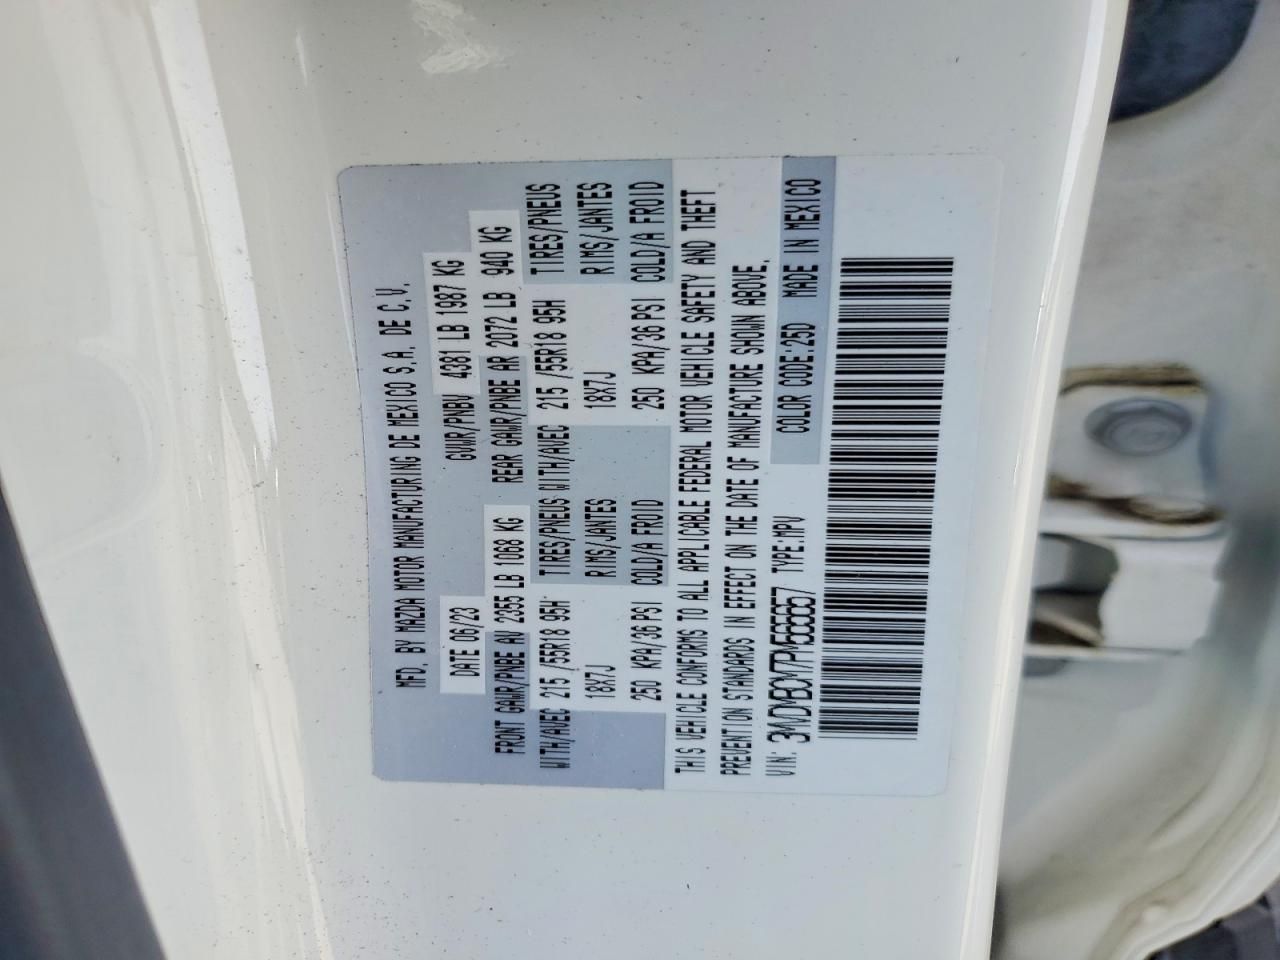 MFD. BY MAZDA MOTOR MANUFACTURING DE MEXICO S.A. DE C.V.
DATE 06/23 GVWR/PNBV 4381 LB 1987 KG
FRONT GAWR/PNBE AV 2355 LB 1068 KG REAR GAWR/PNBE AR 2072 LB 940 KG
WITH/AVEC 215 /55R18 95H TIRES/PNEUS WITH/AVEC 215 /55R18 95H TIRES/PNEUS
18X7J RIMS/JANTES 18X7J RIMS/JANTES
250 KPA/36 PSI COLD/A FROID 250 KPA/36 PSI COLD/A FROID
THIS VEHICLE CONFORMS TO ALL APPLICABLE FEDERAL MOTOR VEHICLE SAFETY AND THEFT
PREVENTION STANDARDS IN EFFECT ON THE DATE OF MANUFACTURE SHOWN ABOVE.
VIN: TYPE:MPV COLOR CODE:25D MADE IN MEXICO